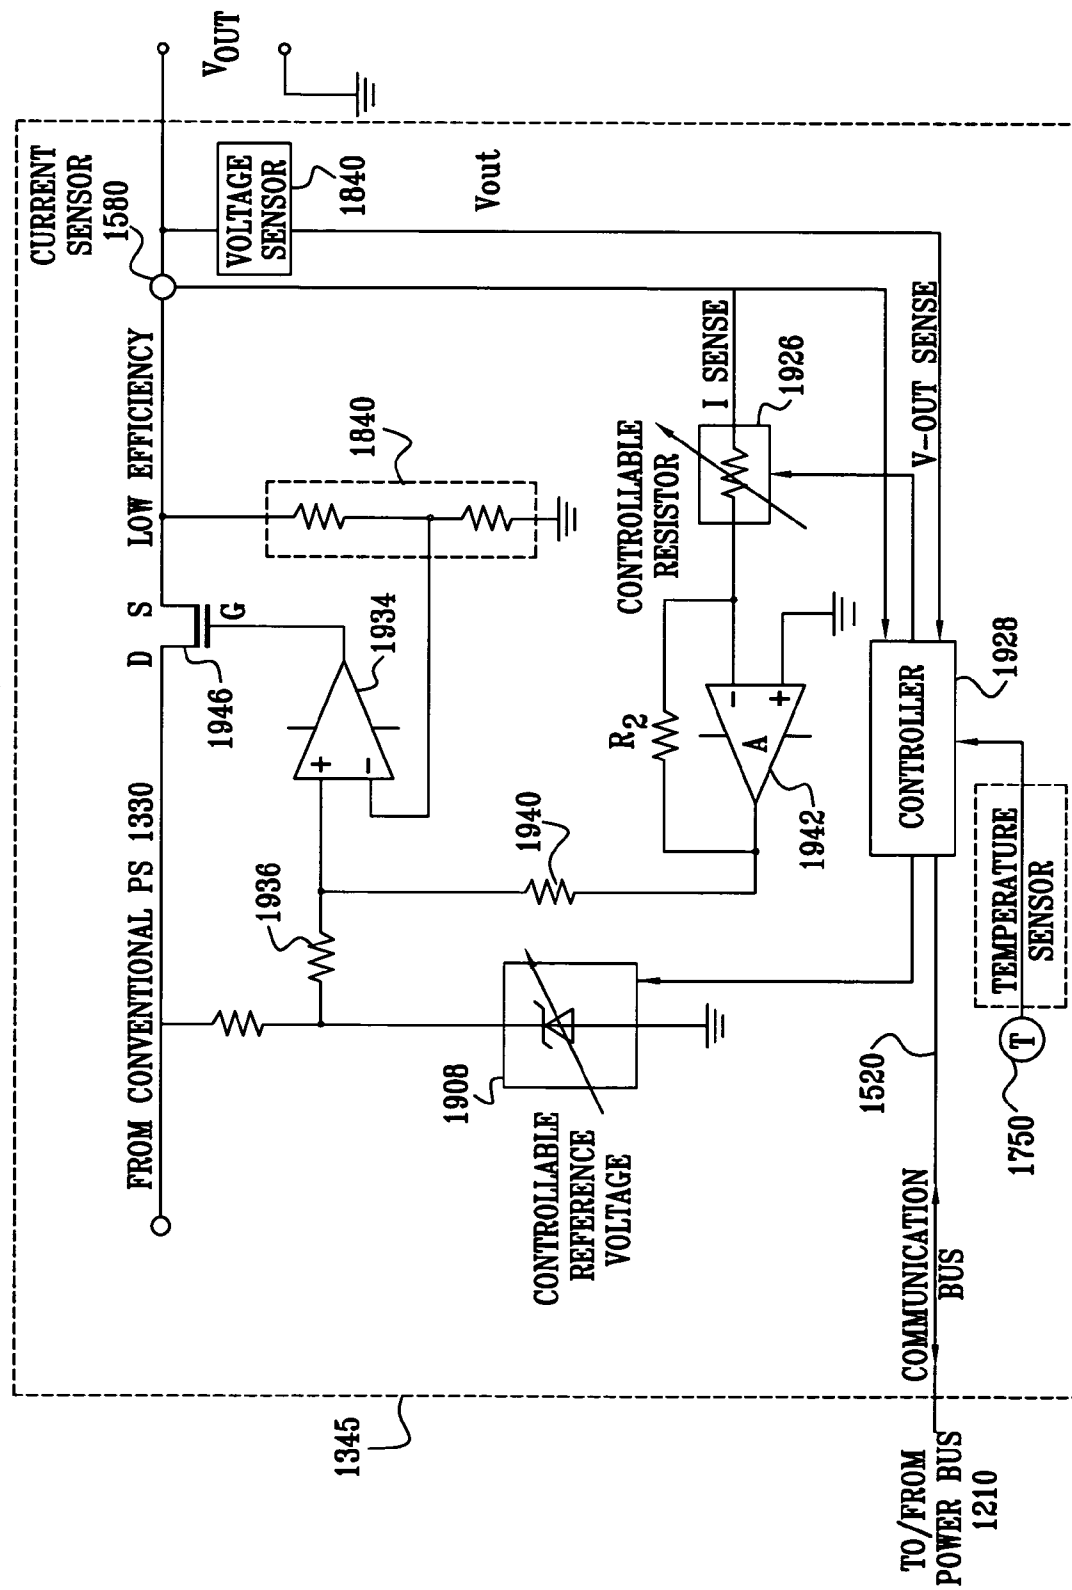 CURRENT
SENSOR
1580
VOUT
FROM CONVENTIONAL PS 1330
D
S
LOW EFFICIENCY
G
1946
VOLTAGE
SENSOR
1840
Vout
1840
1934
+
-
1936
1940
1908
CONTROLLABLE
REFERENCE
VOLTAGE
CONTROLLABLE
RESISTOR
I SENSE
1926
R2
-
+
A
1942
V-OUT SENSE
CONTROLLER
1928
TEMPERATURE
SENSOR
T
1750
1520
COMMUNICATION
BUS
1345
TO/FROM
POWER BUS
1210